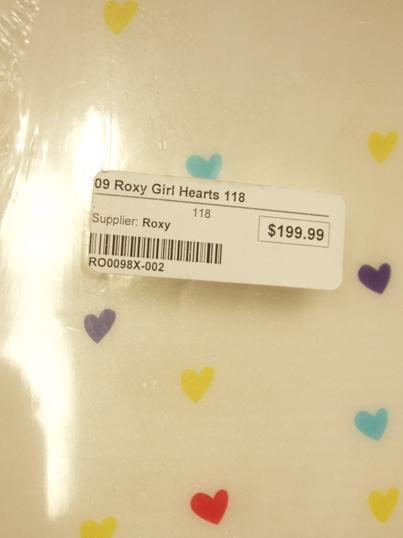 09 Roxy Girl Hearts 118
118
Supplier: Roxy
$199.99
RO0098X-002